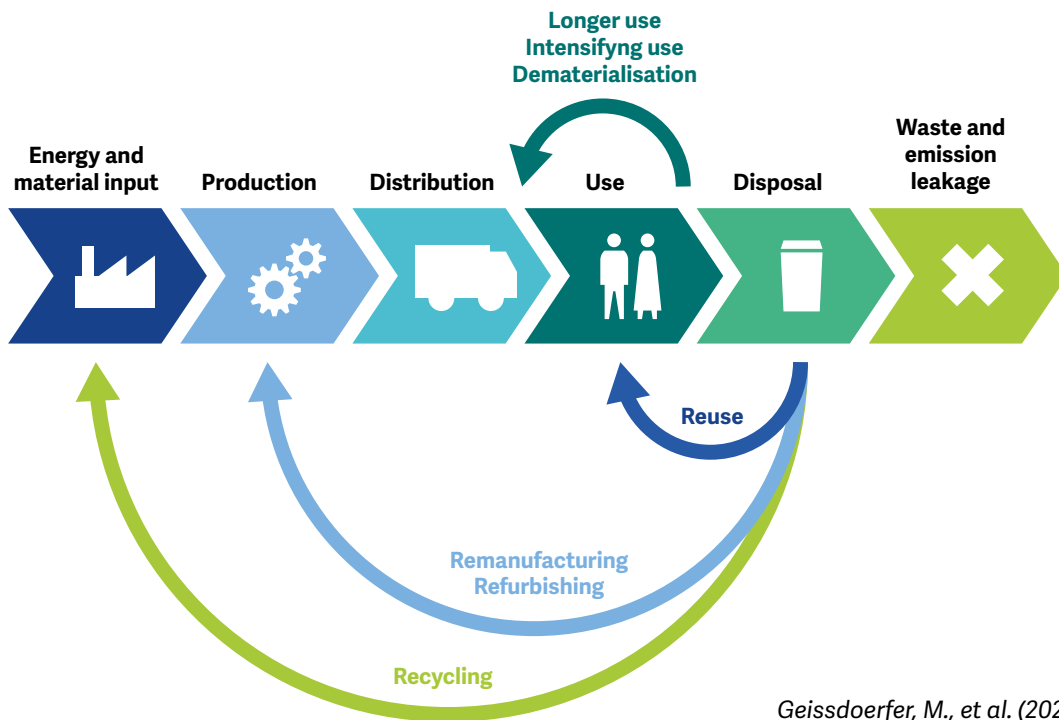 Longer use
Intensifyng use
Dematerialisation
Energy and
material input
Production
Distribution
Use
Disposal
Waste and
emission
leakage
Reuse
Remanufacturing
Refurbishing
Recycling
Geissdoerfer, M., et al. (202